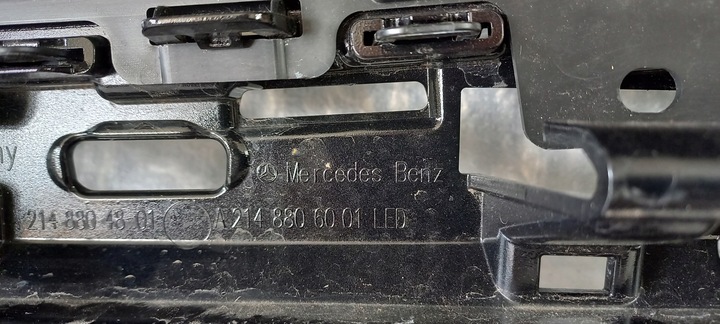 Mercedes Benz
214 880 48 01 A 214 880 60 01 LED